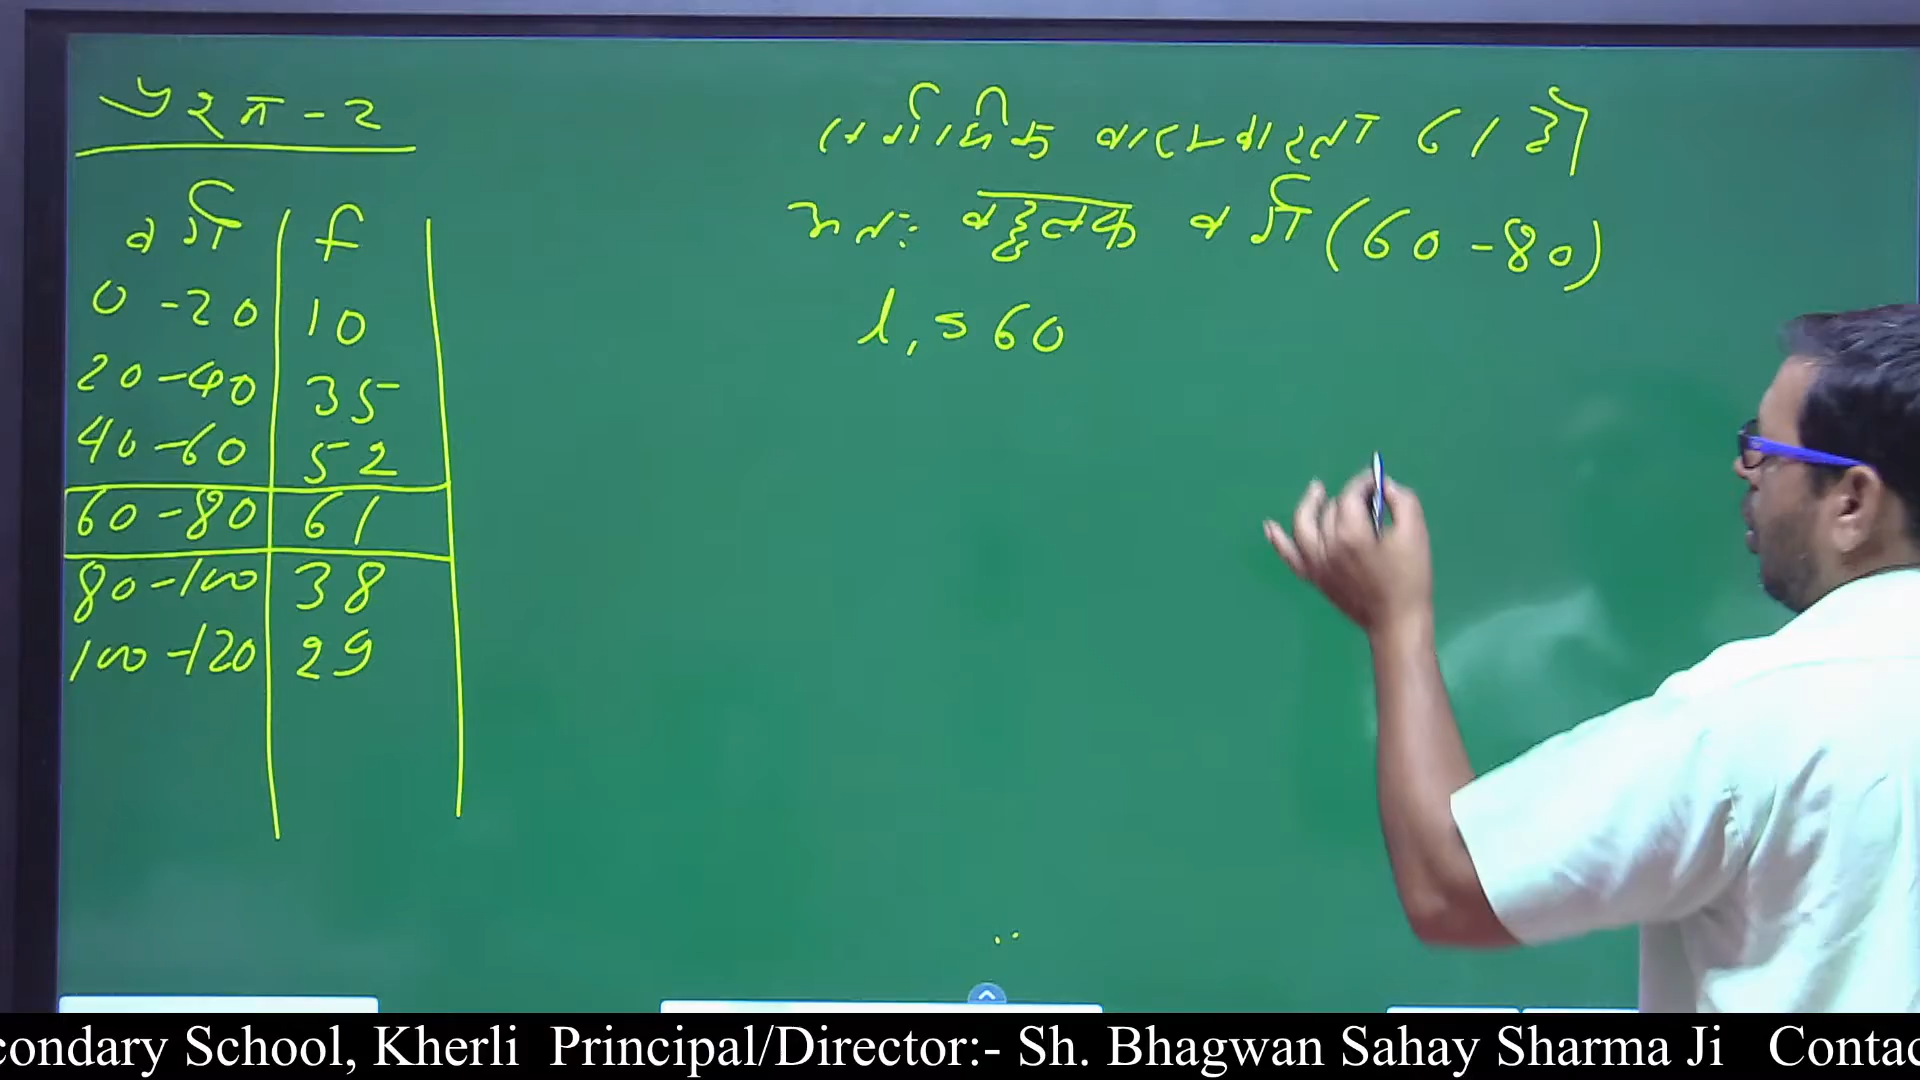 प्रश्न - 2
वर्ग f
0 - 20 10
20 - 40 35
40 - 60 52
60 - 80 61
80 - 100 38
100 - 120 29
सर्वाधिक बारम्बारता 61 है।
अतः बहुलक वर्ग (60 - 80)
l, = 60
condary School, Kherli Principal/Director:- Sh. Bhagwan Sahay Sharma Ji Contac